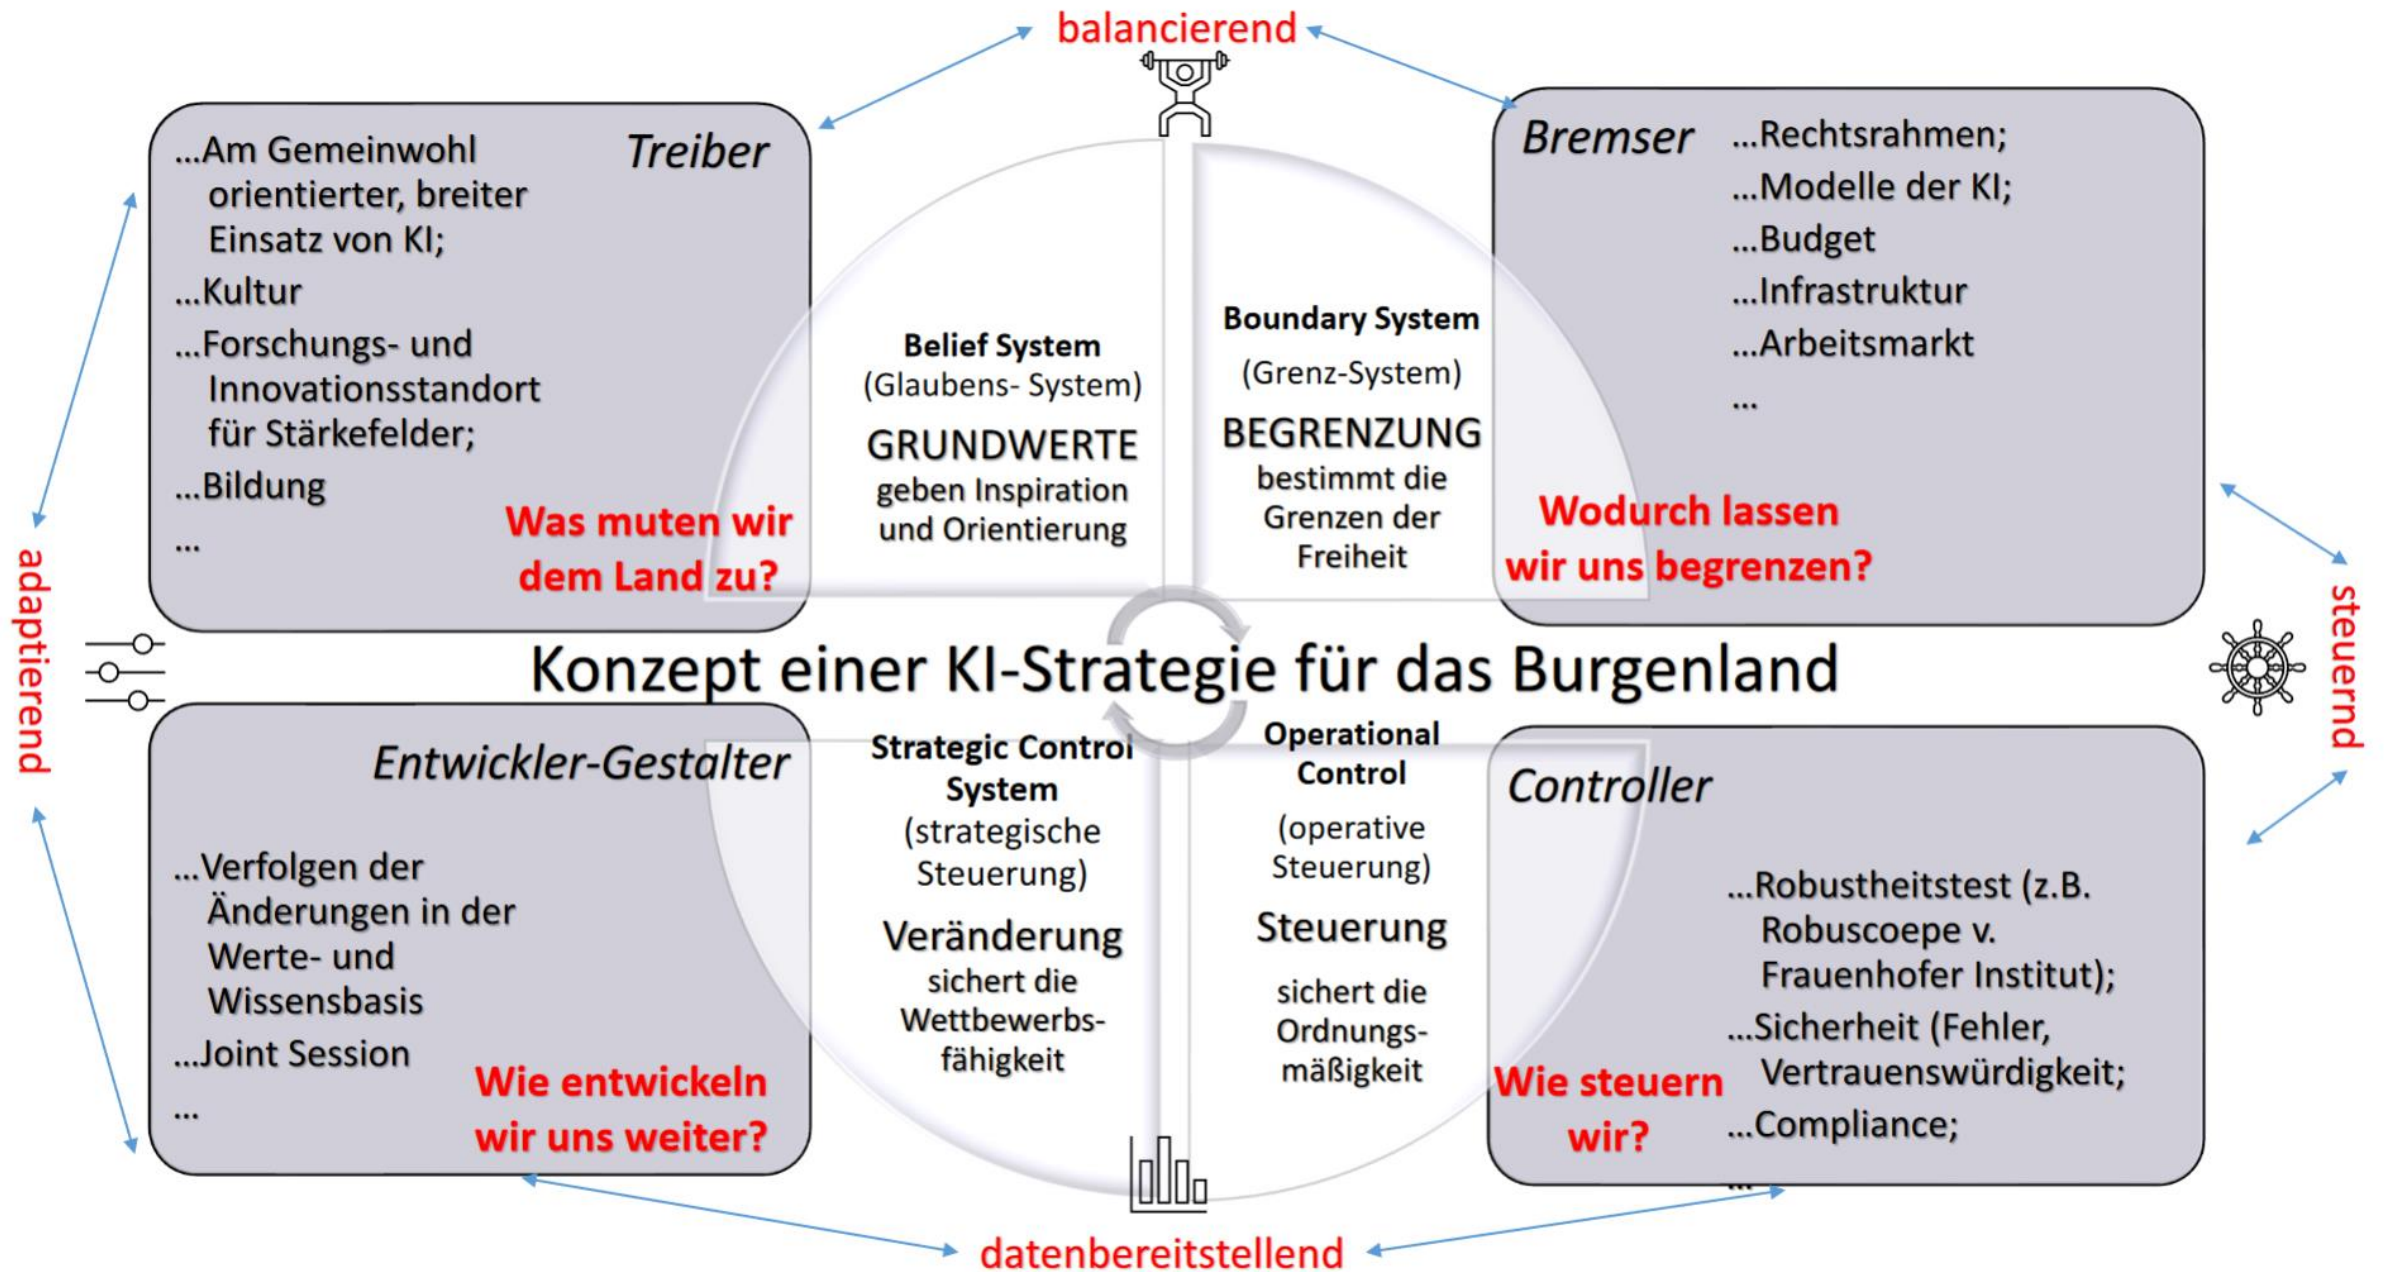 balancierend
Treiber
…Am Gemeinwohl
orientierter, breiter
Einsatz von KI;
…Kultur
…Forschungs- und
Innovationsstandort
für Stärkefelder;
…Bildung
…
Was muten wir
dem Land zu?
Belief System
(Glaubens- System)
GRUNDWERTE
geben Inspiration
und Orientierung
Boundary System
(Grenz-System)
BEGRENZUNG
bestimmt die
Grenzen der
Freiheit
Bremser
…Rechtsrahmen;
…Modelle der KI;
…Budget
…Infrastruktur
…Arbeitsmarkt
…
Wodurch lassen
wir uns begrenzen?
adaptierend
Konzept einer KI-Strategie für das Burgenland
steuernd
Entwickler-Gestalter
…Verfolgen der
Änderungen in der
Werte- und
Wissensbasis
…Joint Session
…
Wie entwickeln
wir uns weiter?
Strategic Control
System
(strategische
Steuerung)
Veränderung
sichert die
Wettbewerbs-
fähigkeit
Operational
Control
(operative
Steuerung)
Steuerung
sichert die
Ordnungs-
mäßigkeit
Controller
…Robustheitstest (z.B.
Robuscoepe v.
Frauenhofer Institut);
…Sicherheit (Fehler,
Vertrauenswürdigkeit;
…Compliance;
…
Wie steuern
wir?
datenbereitstellend